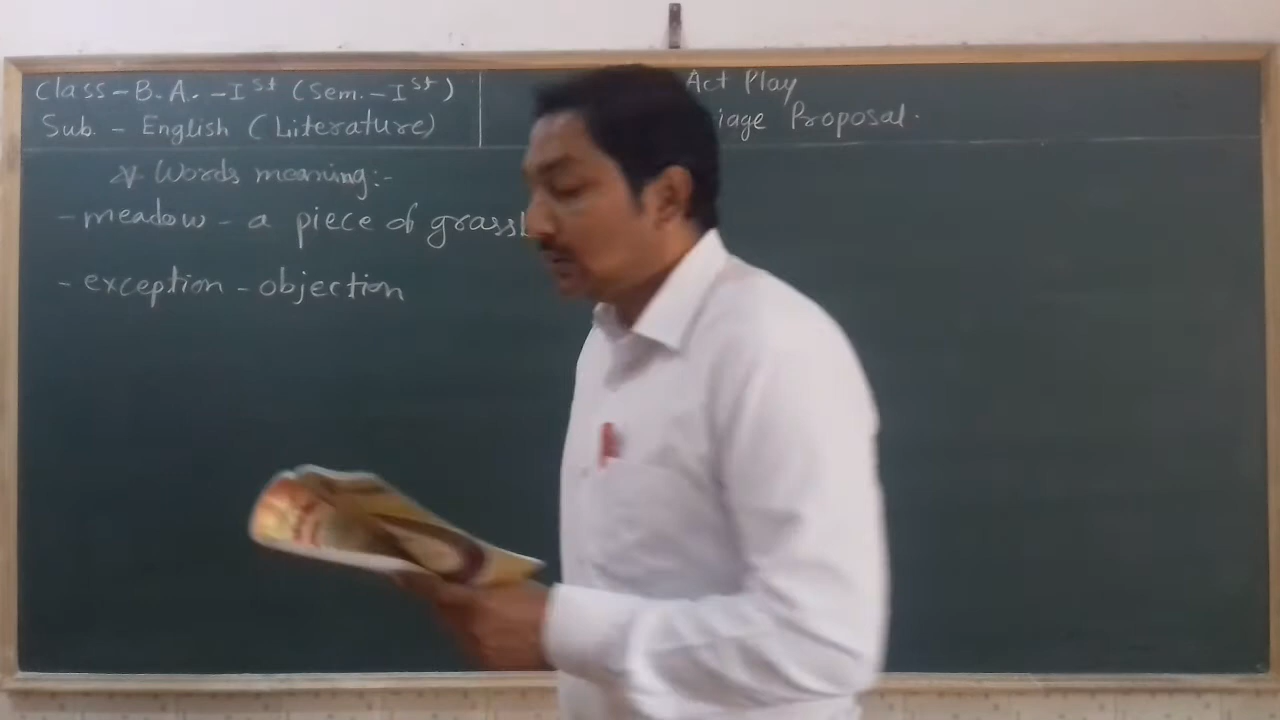 Class - B.A. - Ist (Sem. - Ist)
Sub. - English (Literature)
Act Play
iage Proposal.
* Words meaning:-
- meadow - a piece of grassl
- exception - objection